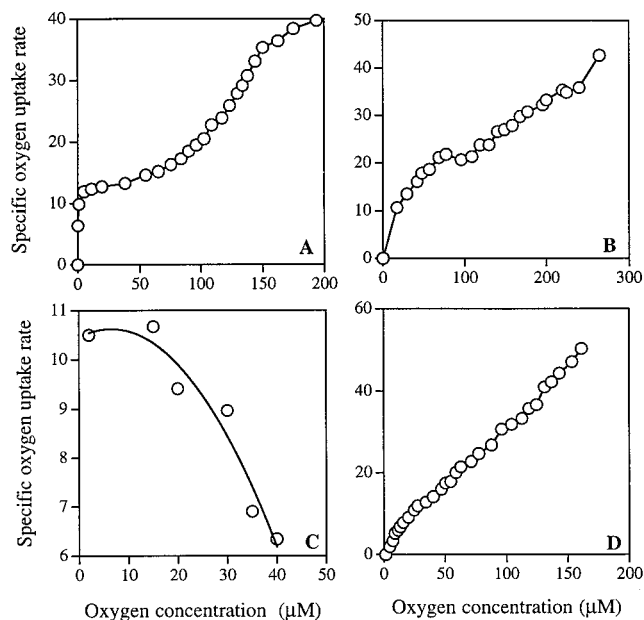 Specific oxygen uptake rate
40
30
20
10
0
0 50 100 150 200
A
50
40
30
20
10
0
0 100 200 300
B
Specific oxygen uptake rate
11
10
9
8
7
6
0 10 20 30 40 50
C
Oxygen concentration (μM)
60
40
20
0
0 50 100 150
D
Oxygen concentration (μM)